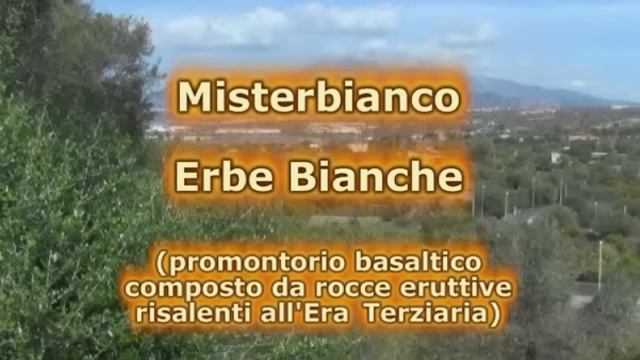 Misterbianco
Erbe Bianche
(promontorio basaltico
composto da rocce eruttive
risalenti all'Era Terziaria)